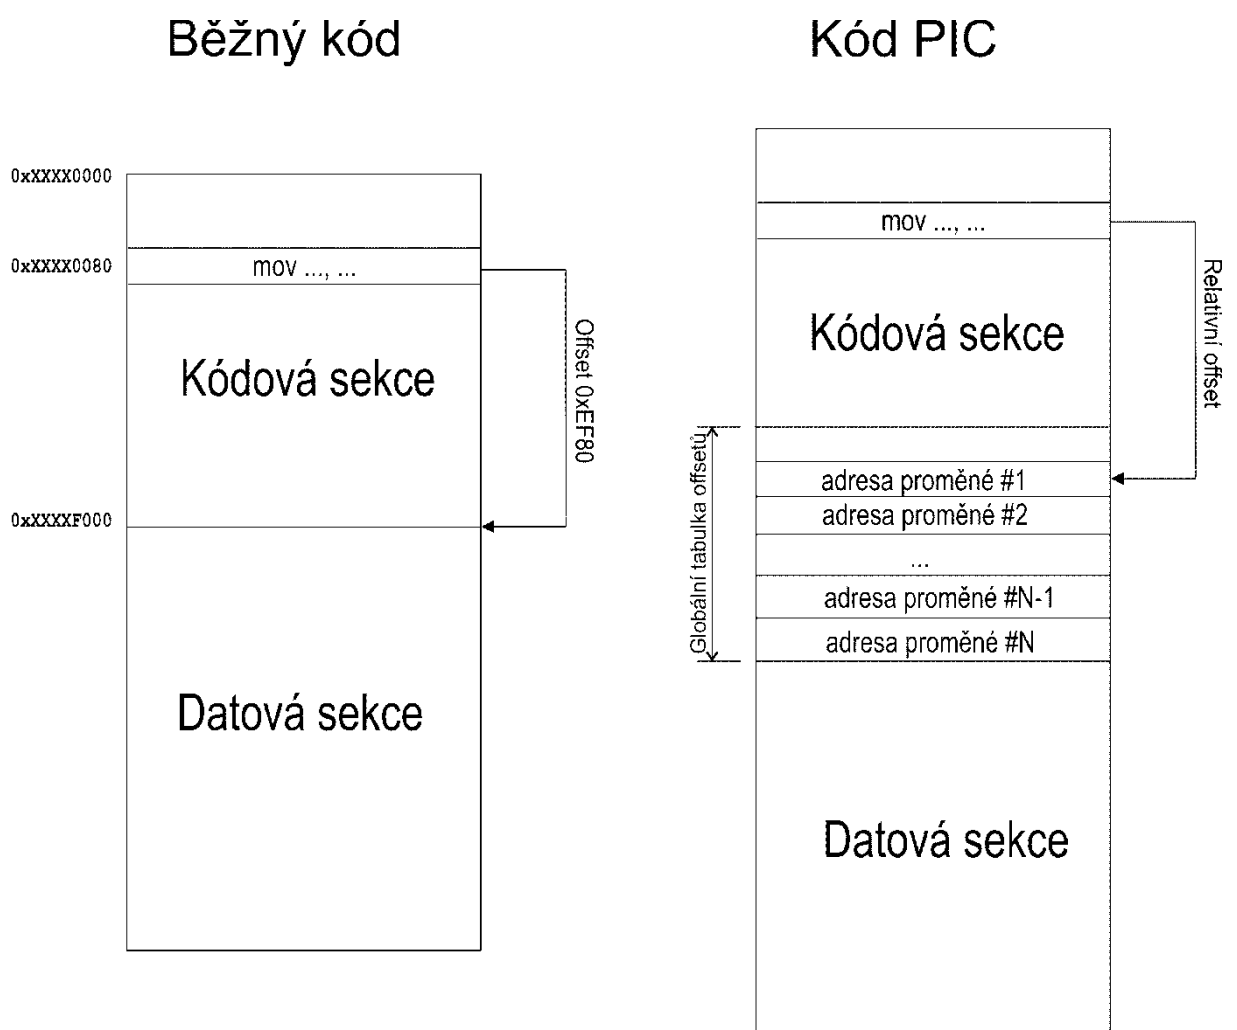 Běžný kód
0xXXXX0000
0xXXXX0080
mov ..., ...
Kódová sekce
Offset 0xEF80
0xXXXXF000
Datová sekce
Kód PIC
mov ..., ...
Kódová sekce
Relativní offset
Globální tabulka offsetů
adresa proměné #1
adresa proměné #2
...
adresa proměné #N-1
adresa proměné #N
Datová sekce